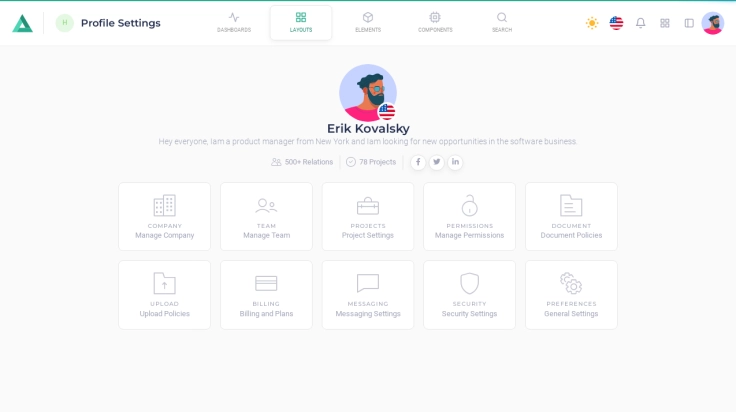 H
Profile Settings
DASHBOARDS
LAYOUTS
ELEMENTS
COMPONENTS
SEARCH
Erik Kovalsky
Hey everyone, Iam a product manager from New York and Iam looking for new opportunities in the software business
500+ Relations
78 Projects
COMPANY
Manage Company
TEAM
Manage Team
PROJECTS
Project Settings
PERMISSIONS
Manage Permissions
DOCUMENT
Document Policies
UPLOAD
Upload Policies
BILLING
Billing and Plans
MESSAGING
Messaging Settings
SECURITY
Security Settings
PREFERENCES
General Settings